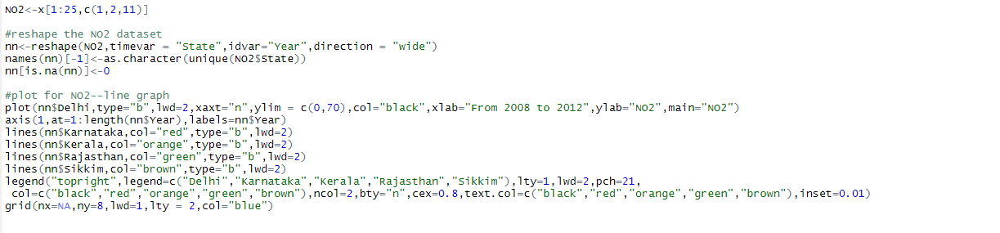 NO2<-x[1:25,c(1,2,11)]
#reshape the NO2 dataset
nn<-reshape(NO2,timevar = "State",idvar="Year",direction = "wide")
names(nn)[-1]<-as.character(unique(NO2$State))
nn[is.na(nn)]<-0
#plot for NO2--line graph
plot(nn$Delhi,type="b",lwd=2,xaxt="n",ylim = c(0,70),col="black",xlab="From 2008 to 2012",ylab="NO2",main="NO2")
axis(1,at=1:length(nn$Year),labels=nn$Year)
lines(nn$Karnataka,col="red",type="b",lwd=2)
lines(nn$Kerala,col="orange",type="b",lwd=2)
lines(nn$Rajasthan,col="green",type="b",lwd=2)
lines(nn$Sikkim,col="brown",type="b",lwd=2)
legend("topright",legend=c("Delhi","Karnataka","Kerala","Rajasthan","Sikkim"),lty=1,lwd=2,pch=21,
col=c("black","red","orange","green","brown"),ncol=2,bty="n",cex=0.8,text.col=c("black","red","orange","green","brown"),inset=0.01)
grid(nx=NA,ny=8,lwd=1,lty = 2,col="blue")